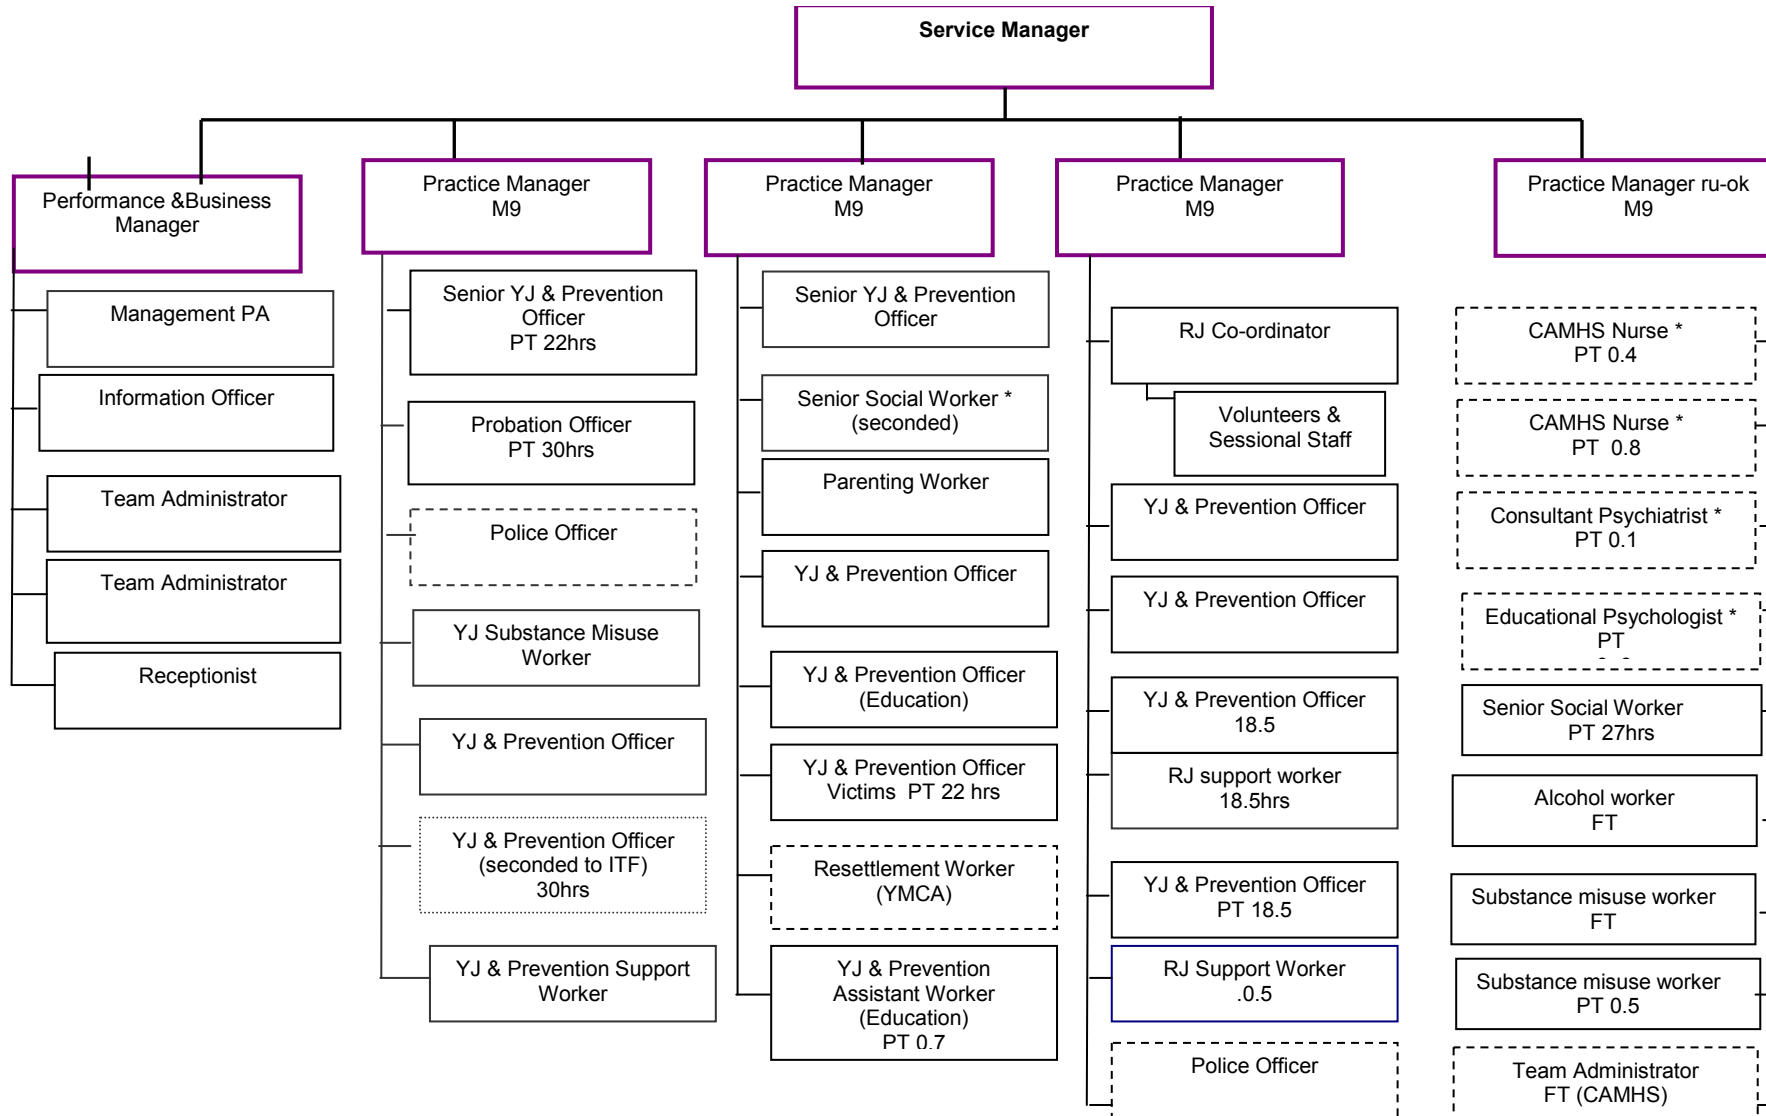 Service Manager
Performance &Business
Manager
Management PA
Information Officer
Team Administrator
Team Administrator
Receptionist
Practice Manager
M9
Senior YJ & Prevention
Officer
PT 22hrs
Probation Officer
PT 30hrs
Police Officer
YJ Substance Misuse
Worker
YJ & Prevention Officer
YJ & Prevention Officer
(seconded to ITF)
30hrs
YJ & Prevention Support
Worker
Practice Manager
M9
Senior YJ & Prevention
Officer
Senior Social Worker *
(seconded)
Parenting Worker
YJ & Prevention Officer
YJ & Prevention Officer
(Education)
YJ & Prevention Officer
Victims PT 22 hrs
Resettlement Worker
(YMCA)
YJ & Prevention
Assistant Worker
(Education)
PT 0.7
Practice Manager
M9
RJ Co-ordinator
Volunteers &
Sessional Staff
YJ & Prevention Officer
YJ & Prevention Officer
YJ & Prevention Officer
18.5
RJ support worker
18.5hrs
YJ & Prevention Officer
PT 18.5
RJ Support Worker
.0.5
Police Officer
Practice Manager ru-ok
M9
CAMHS Nurse *
PT 0.4
CAMHS Nurse *
PT 0.8
Consultant Psychiatrist *
PT 0.1
Educational Psychologist *
PT
Senior Social Worker
PT 27hrs
Alcohol worker
FT
Substance misuse worker
FT
Substance misuse worker
PT 0.5
Team Administrator
FT (CAMHS)